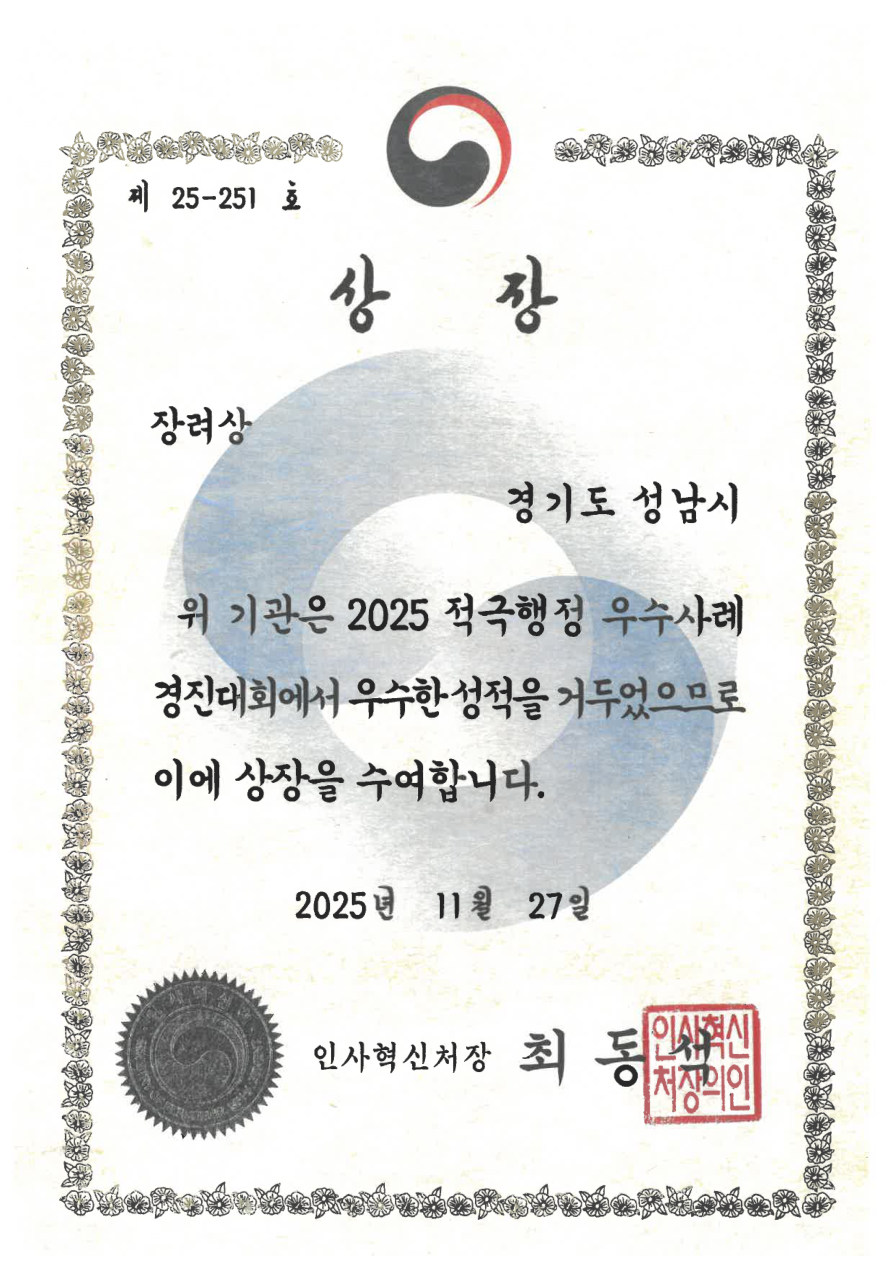 제 25-251 호
상 장
장려상
경기도 성남시
위 기관은 2025 적극행정 우수사례
경진대회에서 우수한 성적을 거두었으므로
이에 상장을 수여합니다.
2025년 11월 27일
인사혁신처장 최 동 석
인사혁신
처장의인